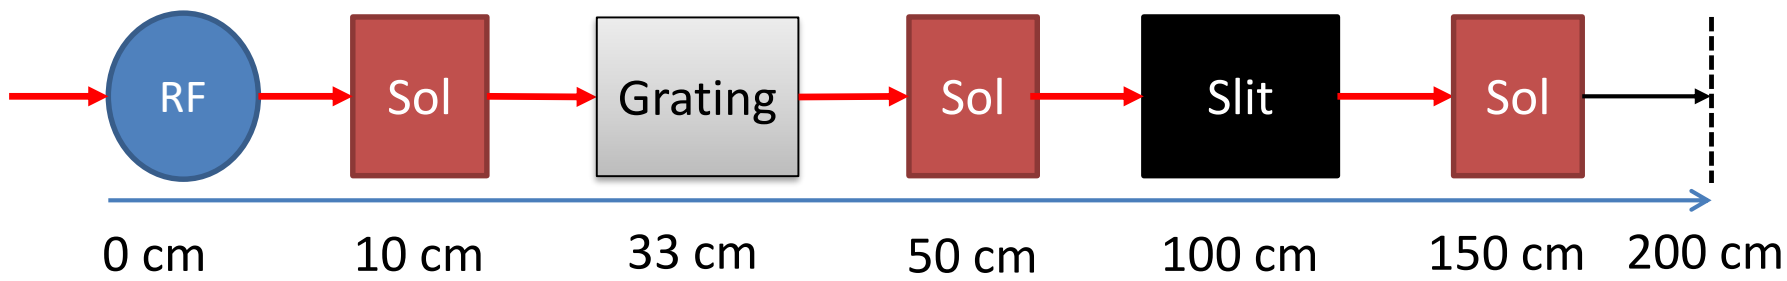 RF
Sol
Grating
Sol
Slit
Sol
0 cm
10 cm
33 cm
50 cm
100 cm
150 cm
200 cm